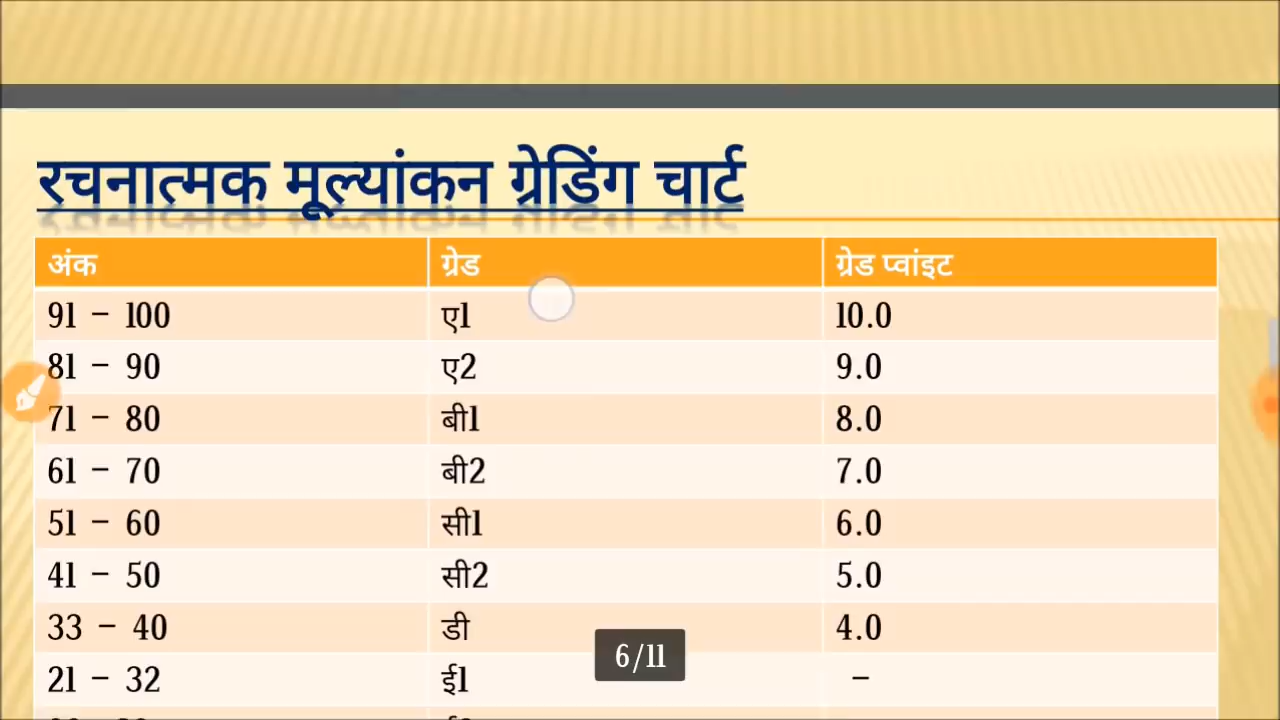 रचनात्मक मूल्यांकन ग्रेडिंग चार्ट
अंक ग्रेड ग्रेड प्वांइट
91 - 100 ए1 10.0
81 - 90 ए2 9.0
71 - 80 बी1 8.0
61 - 70 बी2 7.0
51 - 60 सी1 6.0
41 - 50 सी2 5.0
33 - 40 डी 4.0
21 - 32 ई1 -
6/11